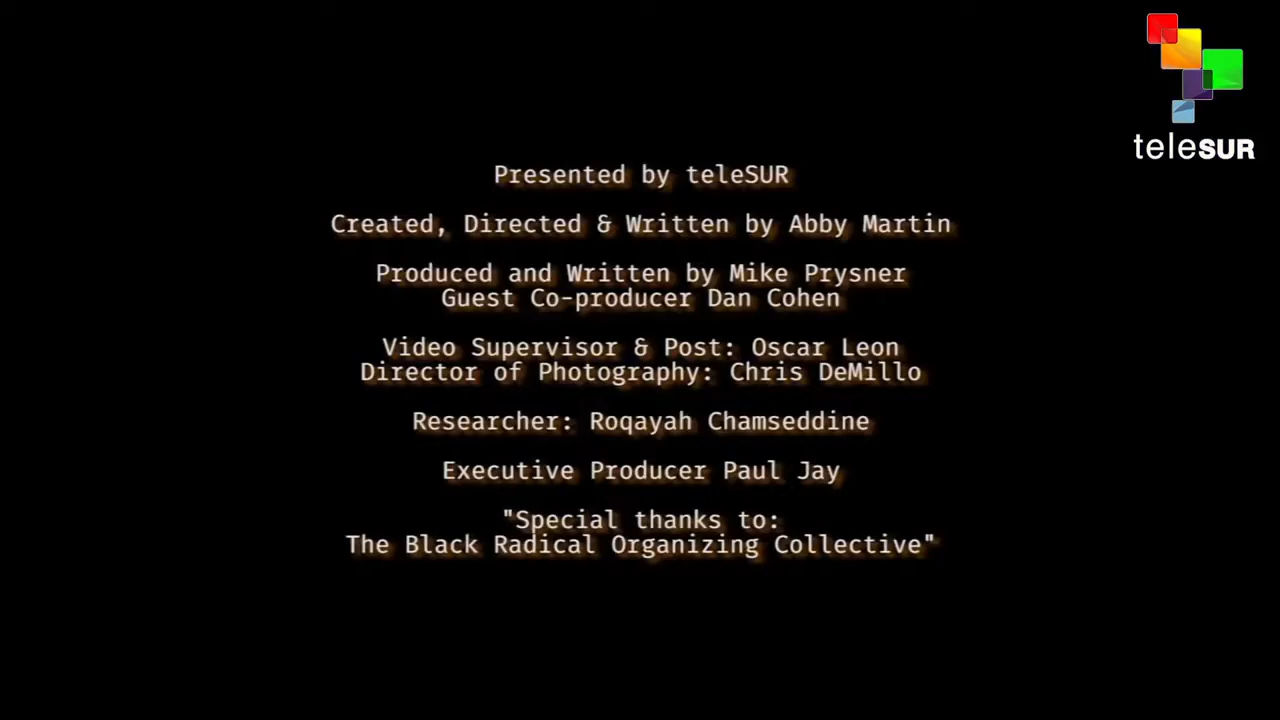 teleSUR
Presented by teleSUR
Created, Directed & Written by Abby Martin
Produced and Written by Mike Prysner
Guest Co-producer Dan Cohen
Video Supervisor & Post: Oscar Leon
Director of Photography: Chris DeMillo
Researcher: Roqayah Chamseddine
Executive Producer Paul Jay
"Special thanks to:
The Black Radical Organizing Collective"